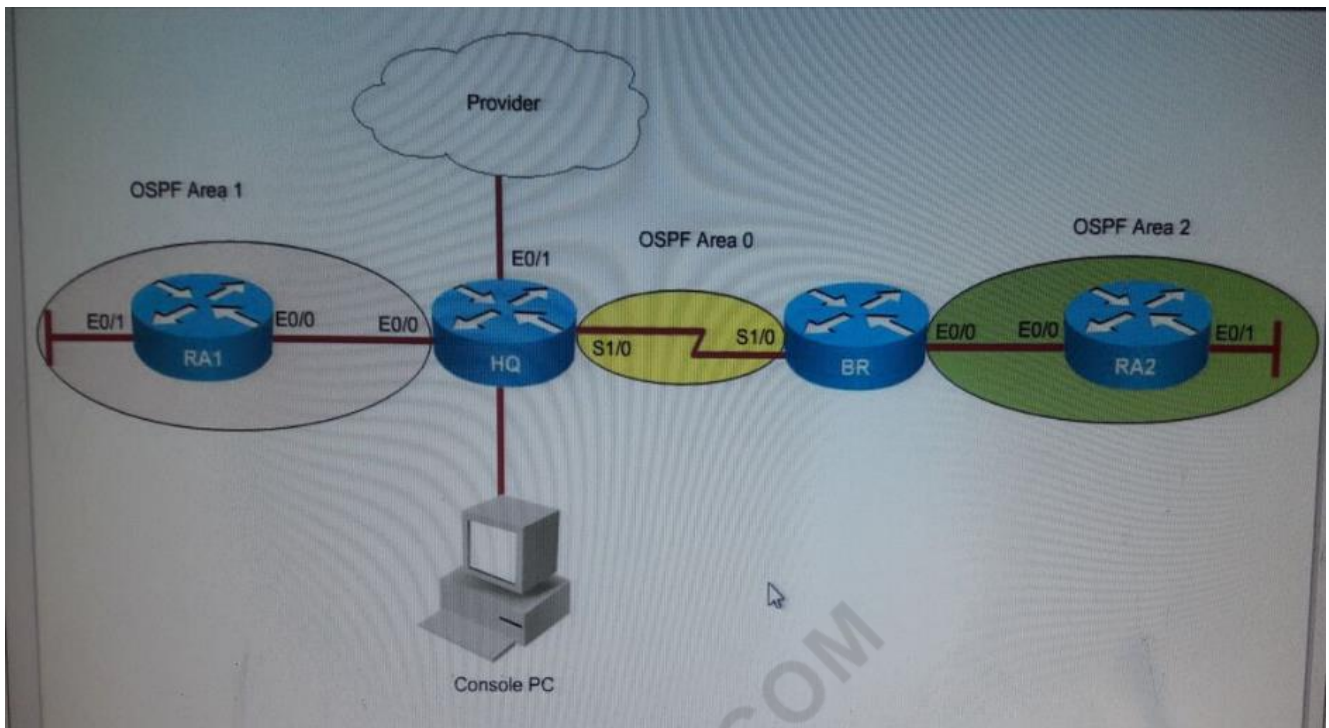 Provider
OSPF Area 1
OSPF Area 0
OSPF Area 2
E0/1
E0/1
E0/0
E0/0
S1/0
S1/0
E0/0
E0/0
E0/1
RA1
HQ
BR
RA2
Console PC
COM